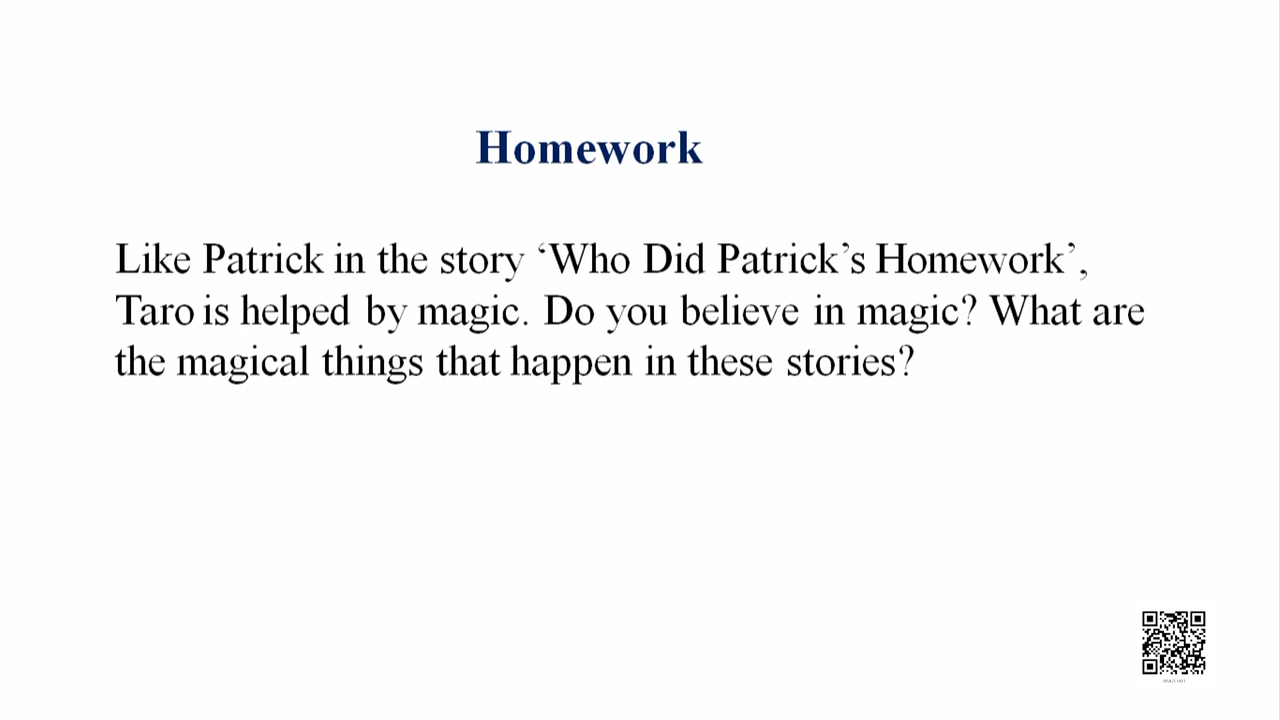 Homework
Like Patrick in the story ‘Who Did Patrick’s Homework’,
Taro is helped by magic. Do you believe in magic? What are
the magical things that happen in these stories?